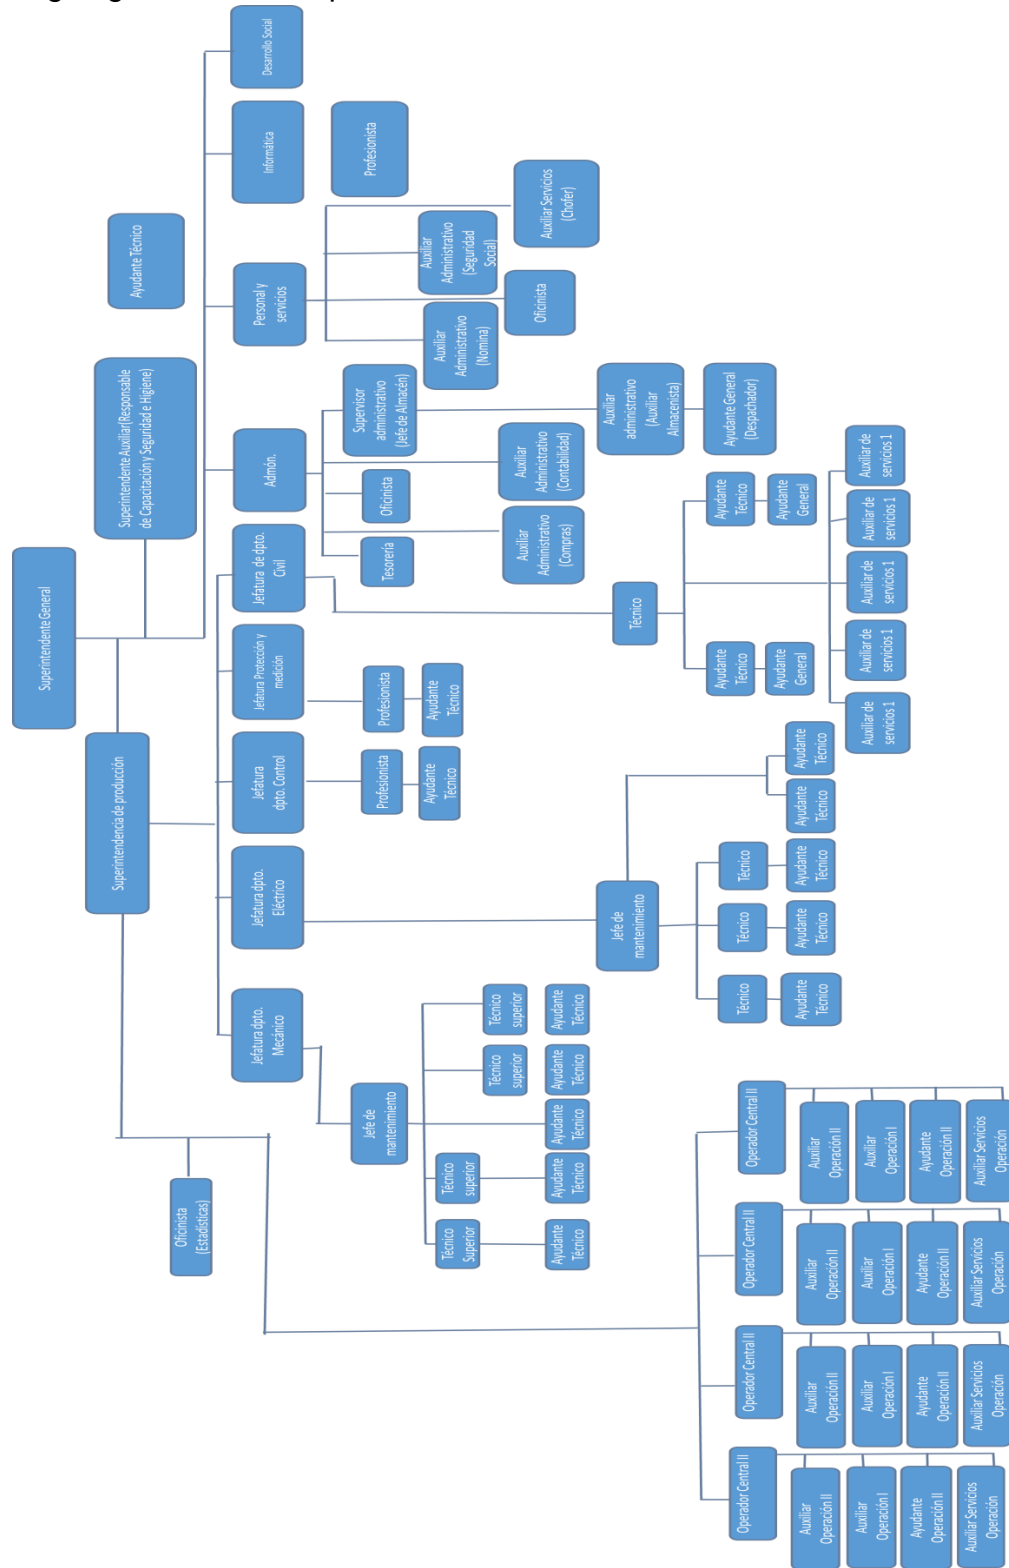 Superintendente General
Superintendencia de producción
Superintendente Auxiliar(Responsable
de Capacitación y Seguridad e Higiene)
Ayudante Técnico
Oficinista
(Estadísticas)
Jefatura dpto.
Mecánico
Jefatura dpto.
Eléctrico
Jefatura
dpto. Control
Jefatura Protección y
medición
Jefatura de dpto.
Civil
Admón.
Personal y
servicios
Informática
Desarrollo Social
Jefe de
mantenimiento
Profesionista
Profesionista
Tesorería
Oficinista
Supervisor
administrativo
(Jefe de Almacén)
Profesionista
Técnico
Superior
Técnico
superior
Técnico
superior
Técnico
superior
Ayudante
Técnico
Ayudante
Técnico
Auxiliar
Administrativo
(Nomina)
Auxiliar
Administrativo
(Seguridad
Social)
Auxiliar
Administrativo
(Compras)
Auxiliar
Administrativo
(Contabilidad)
Oficinista
Auxiliar Servicios
(Chofer)
Ayudante
Técnico
Ayudante
Técnico
Ayudante
Técnico
Ayudante
Técnico
Ayudante
Técnico
Jefe de
mantenimiento
Técnico
Auxiliar
administrativo
(Auxiliar
Almacenista)
Técnico
Técnico
Técnico
Ayudante
Técnico
Ayudante
Técnico
Ayudante General
(Despachador)
Ayudante
General
Ayudante
General
Ayudante
Técnico
Ayudante
Técnico
Ayudante
Técnico
Ayudante
Técnico
Ayudante
Técnico
Auxiliar de
servicios 1
Auxiliar de
servicios 1
Auxiliar de
servicios 1
Auxiliar de
servicios 1
Auxiliar de
servicios 1
Operador Central II
Operador Central II
Operador Central II
Operador Central II
Auxiliar
Operación II
Auxiliar
Operación II
Auxiliar
Operación II
Auxiliar
Operación II
Auxiliar
Operación I
Auxiliar
Operación I
Auxiliar
Operación I
Auxiliar
Operación I
Ayudante
Operación II
Ayudante
Operación II
Ayudante
Operación II
Ayudante
Operación II
Auxiliar Servicios
Operación
Auxiliar Servicios
Operación
Auxiliar Servicios
Operación
Auxiliar Servicios
Operación